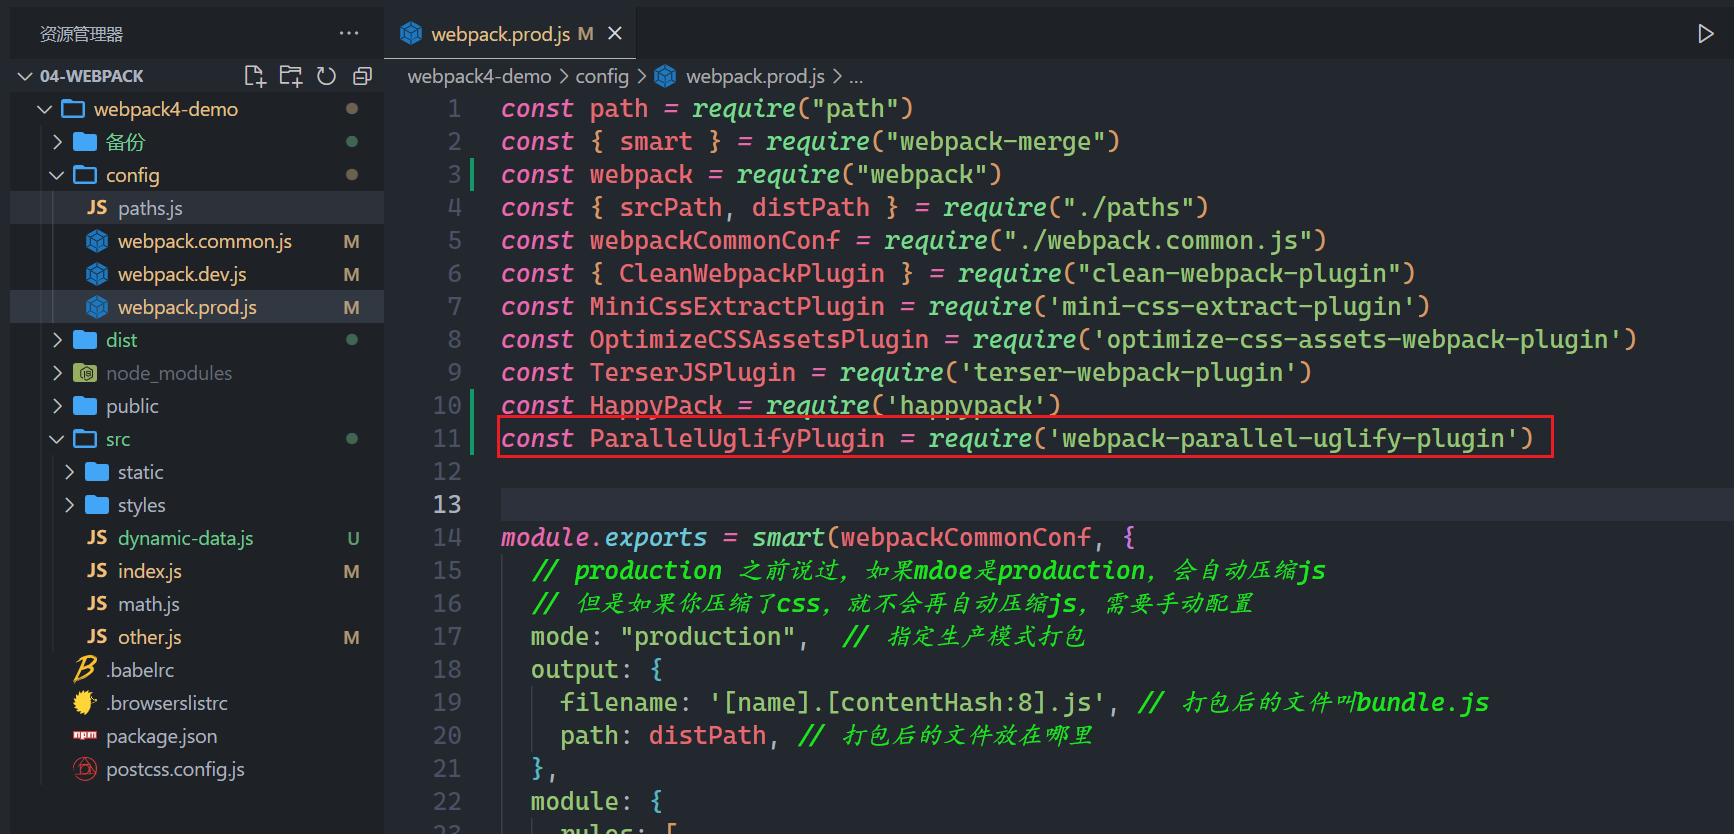 资源管理器
04-WEBPACK
webpack4-demo
备份
config
paths.js
webpack.common.js M
webpack.dev.js M
webpack.prod.js M
dist
node_modules
public
src
static
styles
dynamic-data.js U
index.js M
math.js
other.js M
.babelrc
.browserslistrc
package.json
postcss.config.js
webpack.prod.js M
webpack4-demo > config > webpack.prod.js > ...
1 const path = require("path")
2 const { smart } = require("webpack-merge")
3 const webpack = require("webpack")
4 const { srcPath, distPath } = require("./paths")
5 const webpackCommonConf = require("./webpack.common.js")
6 const { CleanWebpackPlugin } = require("clean-webpack-plugin")
7 const MiniCssExtractPlugin = require('mini-css-extract-plugin')
8 const OptimizeCSSAssetsPlugin = require('optimize-css-assets-webpack-plugin')
9 const TerserJSPlugin = require('terser-webpack-plugin')
10 const HappyPack = require('happypack')
11 const ParallelUglifyPlugin = require('webpack-parallel-uglify-plugin')
12
13
14 module.exports = smart(webpackCommonConf, {
15 // production 之前说过，如果mdoe是production，会自动压缩js
16 // 但是如果你压缩了css，就不会再自动压缩js，需要手动配置
17 mode: "production", // 指定生产模式打包
18 output: {
19 filename: '[name].[contentHash:8].js', // 打包后的文件叫bundle.js
20 path: distPath, // 打包后的文件放在哪里
21 },
22 module: {
23 rules: [